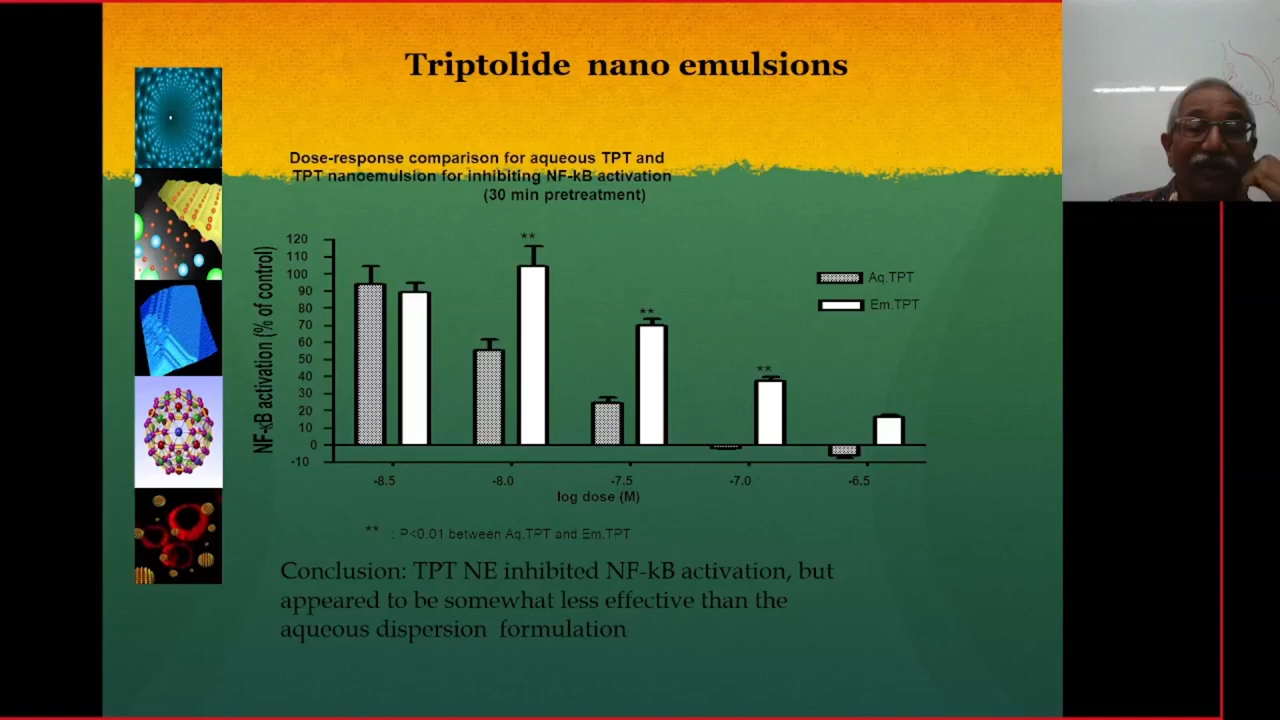 Triptolide nano emulsions
Dose-response comparison for aqueous TPT and
TPT nanoemulsion for inhibiting NF-kB activation
(30 min pretreatment)
NF-κB activation (% of control)
120
110
100
90
80
70
60
50
40
30
20
10
0
-10
**
**
**
Aq.TPT
Em.TPT
-8.5 -8.0 -7.5 -7.0 -6.5
log dose (M)
** : P<0.01 between Aq.TPT and Em.TPT
Conclusion: TPT NE inhibited NF-kB activation, but
appeared to be somewhat less effective than the
aqueous dispersion formulation